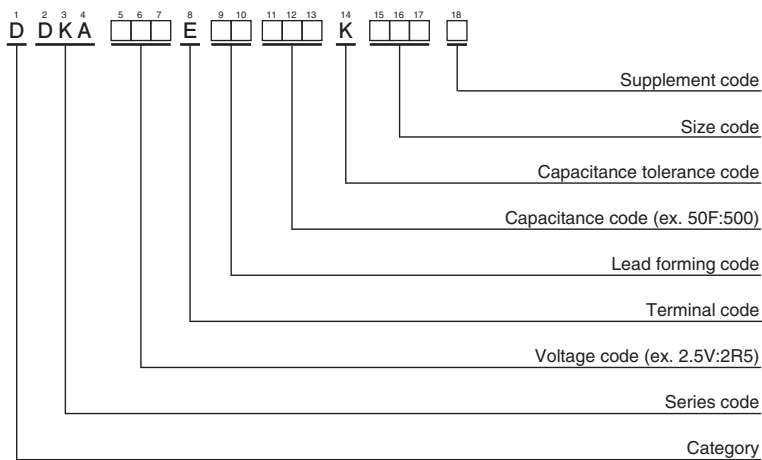 1 2 3 4 5 6 7 8 9 10 11 12 13 14 15 16 17 18
D DKA E K
Supplement code
Size code
Capacitance tolerance code
Capacitance code (ex. 50F:500)
Lead forming code
Terminal code
Voltage code (ex. 2.5V:2R5)
Series code
Category